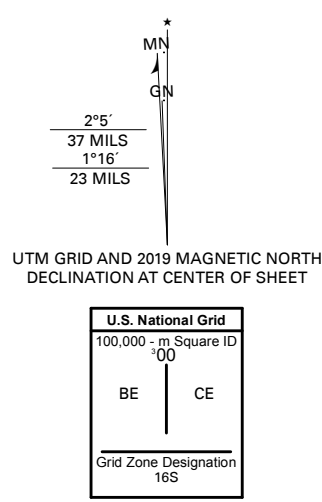 ★
MN
GN
2°5´
37 MILS
1°16´
23 MILS
UTM GRID AND 2019 MAGNETIC NORTH
DECLINATION AT CENTER OF SHEET
U.S. National Grid
100,000 - m Square ID
³00
BE CE
Grid Zone Designation
16S